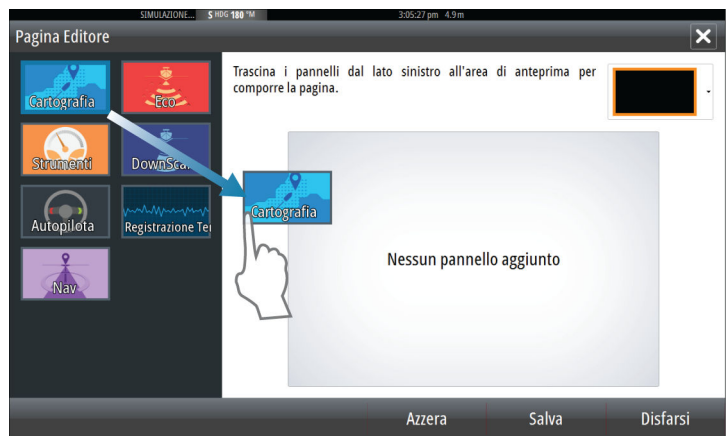 SIMULAZIONE... S HDG 180 °M 3:05:27 pm 4.9 m
Pagina Editore
Cartografia
Eco
Trascina i pannelli dal lato sinistro all'area di anteprima per
comporre la pagina.
Strumenti
DownSca
Cartografia
Autopilota
Registrazione Te
Nav
Nessun pannello aggiunto
Azzera Salva Disfarsi